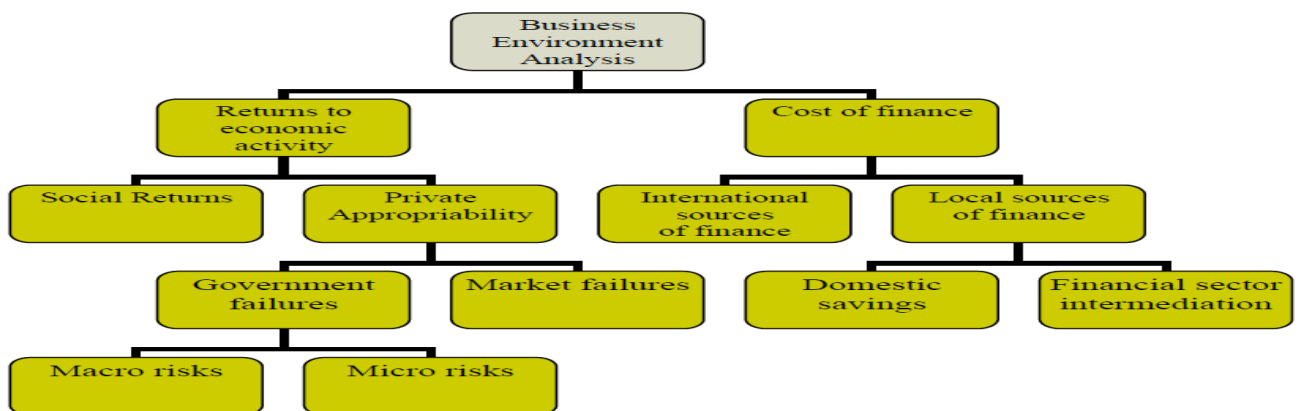 Business
Environment
Analysis
Returns to
economic
activity
Cost of finance
Social Returns
Private
Appropriability
International
sources
of finance
Local sources
of finance
Government
failures
Market failures
Domestic
savings
Financial sector
intermediation
Macro risks
Micro risks